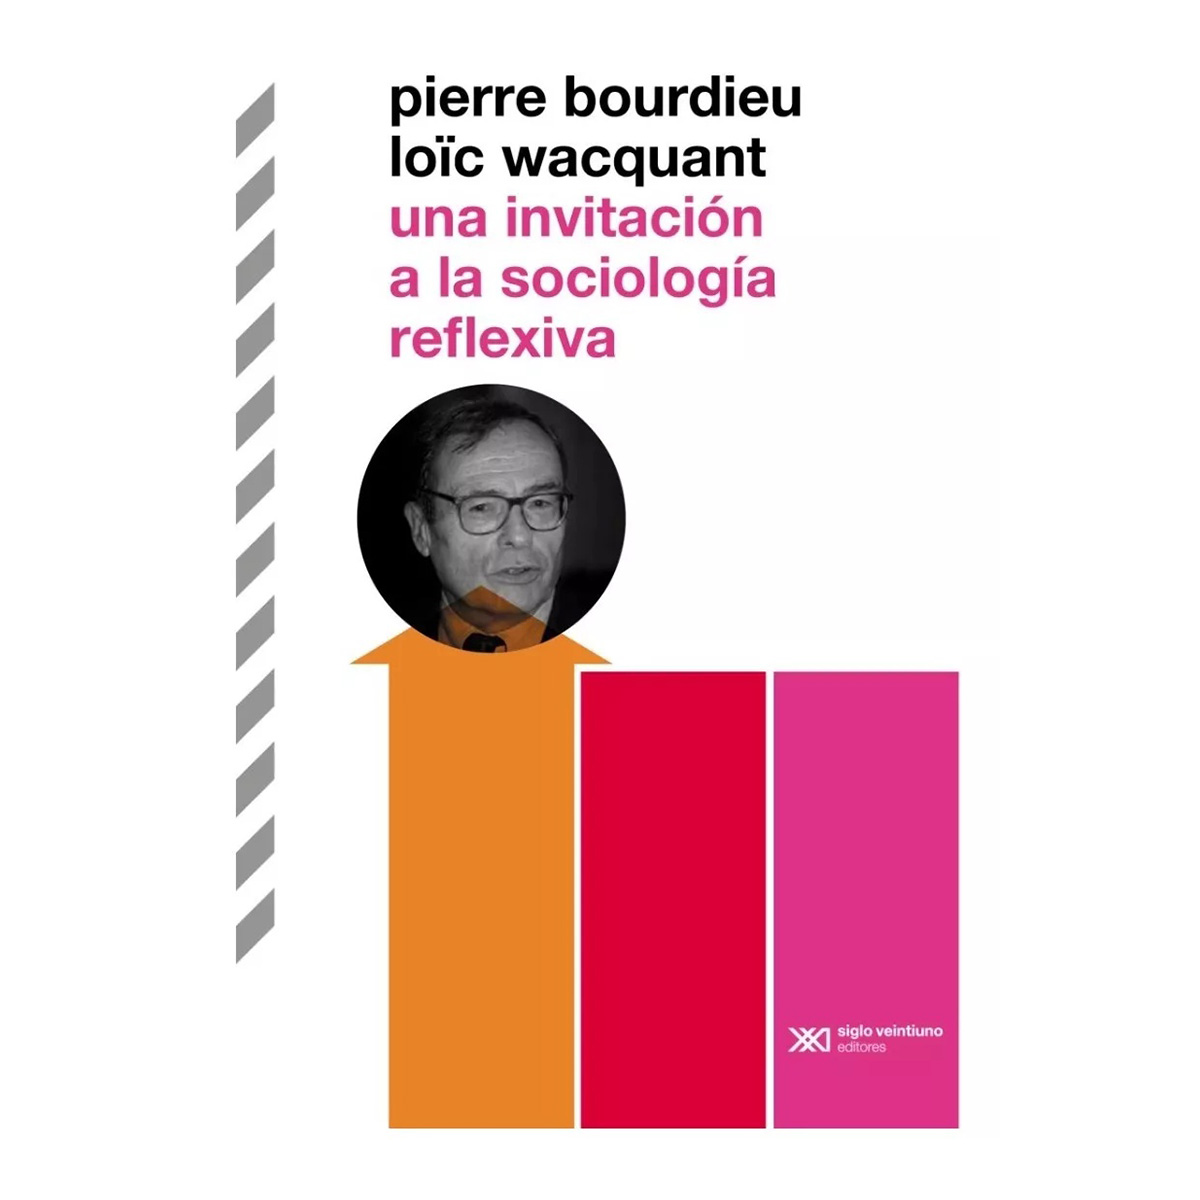 pierre bourdieu
loïc wacquant
una invitación
a la sociología
reflexiva
siglo veintiuno
editores